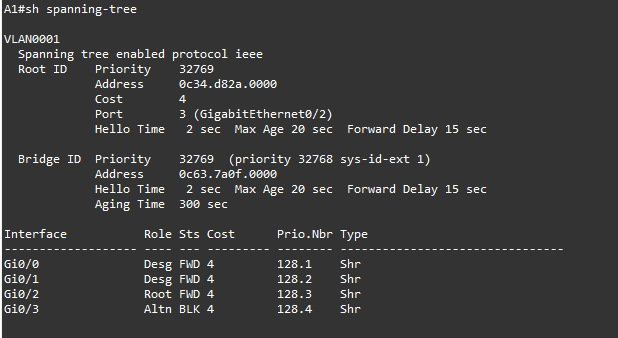 A1#sh spanning-tree

VLAN0001
  Spanning tree enabled protocol ieee
  Root ID    Priority    32769
             Address     0c34.d82a.0000
             Cost        4
             Port        3 (GigabitEthernet0/2)
             Hello Time   2 sec  Max Age 20 sec  Forward Delay 15 sec

  Bridge ID  Priority    32769  (priority 32768 sys-id-ext 1)
             Address     0c63.7a0f.0000
             Hello Time   2 sec  Max Age 20 sec  Forward Delay 15 sec
             Aging Time  300 sec

Interface           Role Sts Cost      Prio.Nbr Type
------------------- ---- --- --------- -------- --------------------------------
Gi0/0               Desg FWD 4         128.1    Shr
Gi0/1               Desg FWD 4         128.2    Shr
Gi0/2               Root FWD 4         128.3    Shr
Gi0/3               Altn BLK 4         128.4    Shr